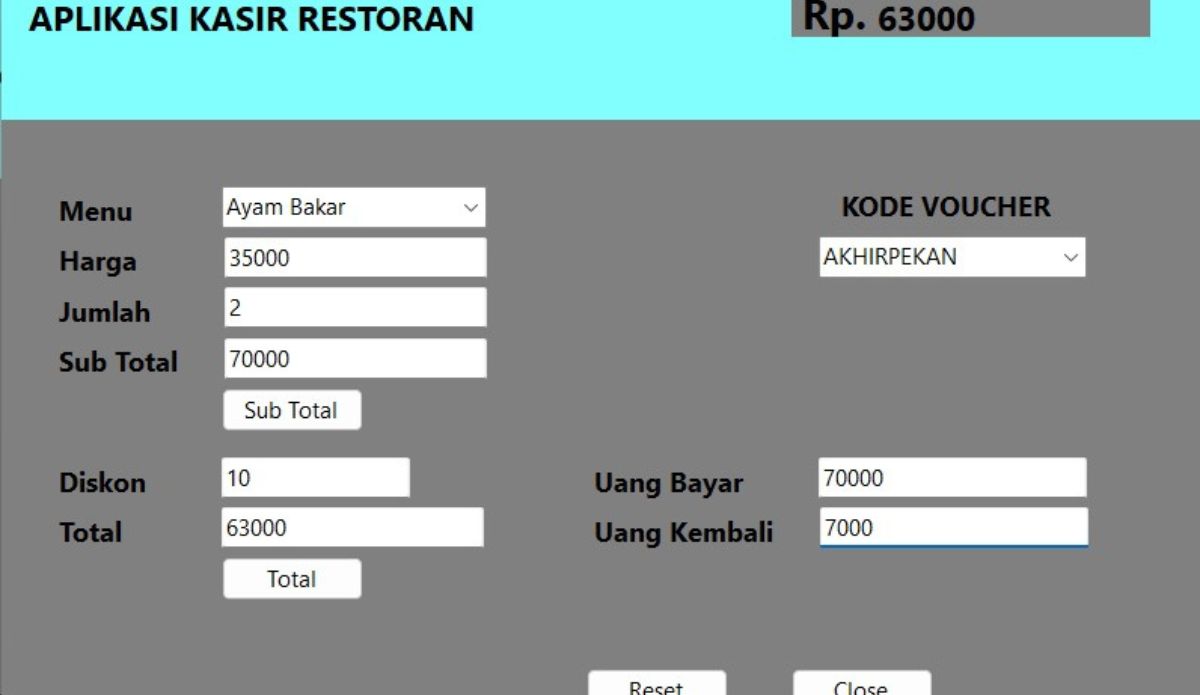 APLIKASI KASIR RESTORAN
Rp. 63000
Menu
Ayam Bakar
Harga
35000
Jumlah
2
Sub Total
70000
Sub Total
KODE VOUCHER
AKHIRPEKAN
Diskon
10
Total
63000
Total
Uang Bayar
70000
Uang Kembali
7000
Reset
Close